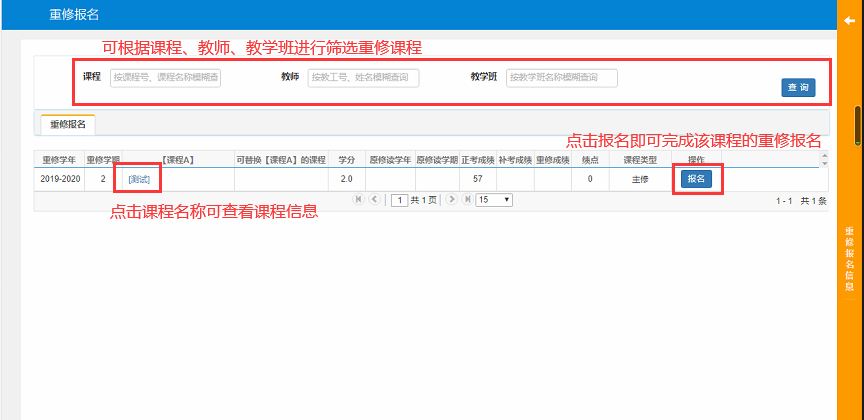 重修报名
可根据课程、教师、教学班进行筛选重修课程
课程 按课程号、课程名称模糊查 教师 按教工号、姓名模糊查询 教学班 按教学班名称模糊查询
查 询
重修报名
点击报名即可完成该课程的重修报名
重修学年 重修学期 【课程A】 可替换【课程A】的课程 学分 原修读学年 原修读学期 正考成绩 补考成绩 重修成绩 绩点 课程类型 操作
2019-2020 2 [测试] 2.0 57 0 主修 报名
1 共 1 页 15 1 - 1 共 1 条
点击课程名称可查看课程信息
重修报名信息